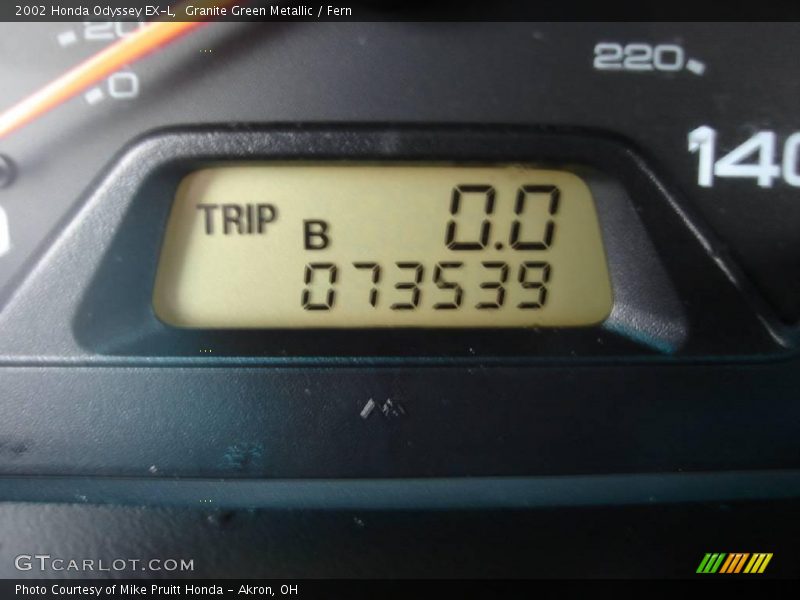 2002 Honda Odyssey EX-L, Granite Green Metallic / Fern
20
0
220
140
TRIP B 0.0
073539
GTCARLOT.COM
Photo Courtesy of Mike Pruitt Honda - Akron, OH